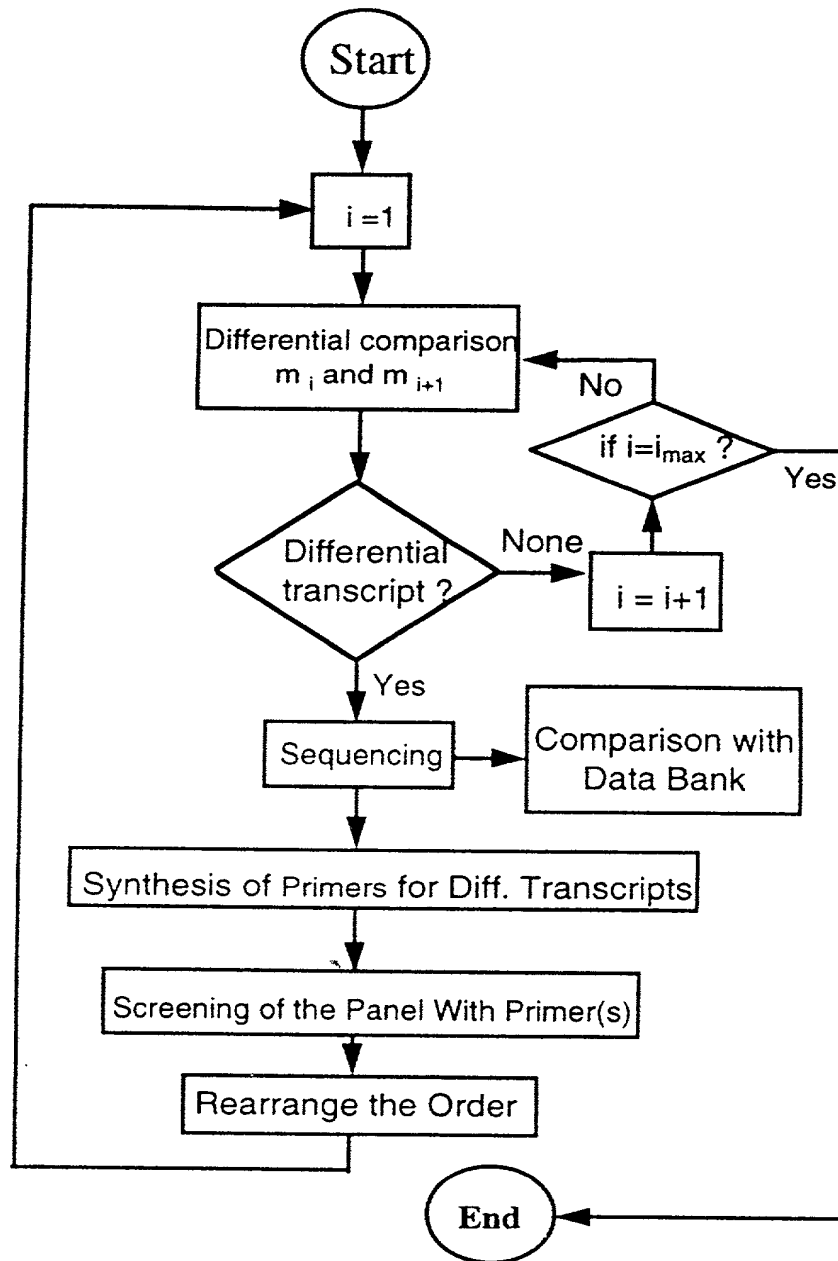 Start
i =1
Differential comparison
m i and m i+1
No
if i=imax ?
Yes
Differential
transcript ?
None
i = i+1
Yes
Sequencing
Comparison with
Data Bank
Synthesis of Primers for Diff. Transcripts
Screening of the Panel With Primer(s)
Rearrange the Order
End